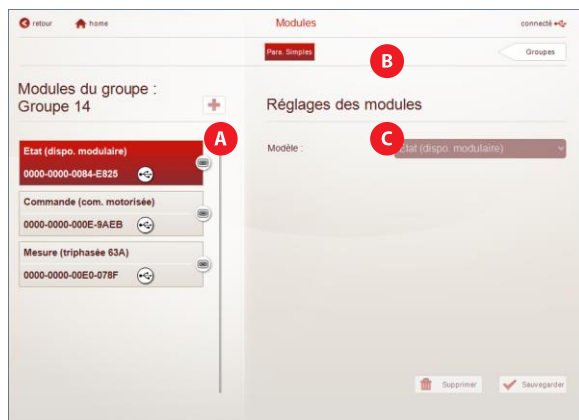 retour
home
Modules
connecté
Para. Simples
B
Groupes
Modules du groupe :
Groupe 14
Réglages des modules
A
C
Etat (dispo. modulaire)
0000-0000-0084-E825
Modèle :
Etat (dispo. modulaire)
Commande (com. motorisée)
0000-0000-000E-9AEB
Mesure (triphasée 63A)
0000-0000-00E0-078F
Supprimer
Sauvegarder